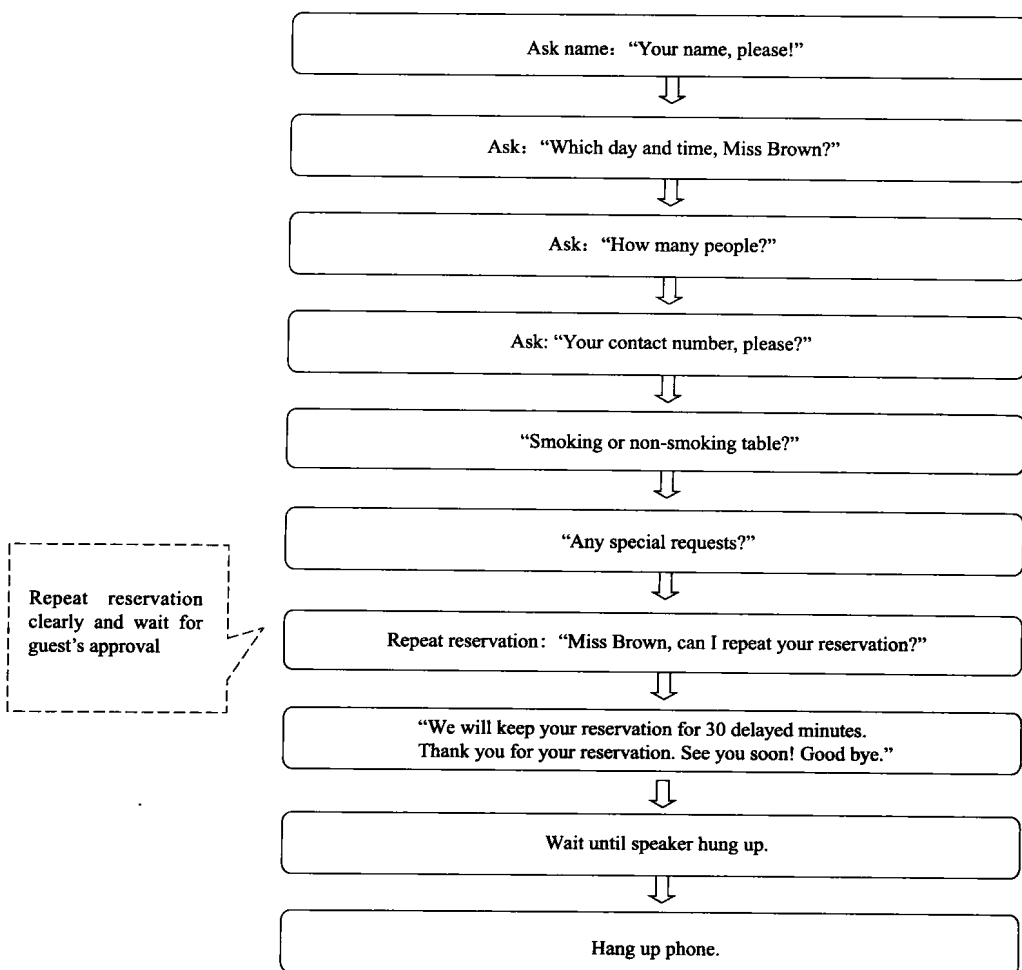 Ask name: “Your name, please!”
Ask: “Which day and time, Miss Brown?”
Ask: “How many people?”
Ask: “Your contact number, please?”
“Smoking or non-smoking table?”
“Any special requests?”
Repeat reservation
clearly and wait for
guest’s approval
Repeat reservation: “Miss Brown, can I repeat your reservation?”
“We will keep your reservation for 30 delayed minutes.
Thank you for your reservation. See you soon! Good bye.”
Wait until speaker hung up.
Hang up phone.